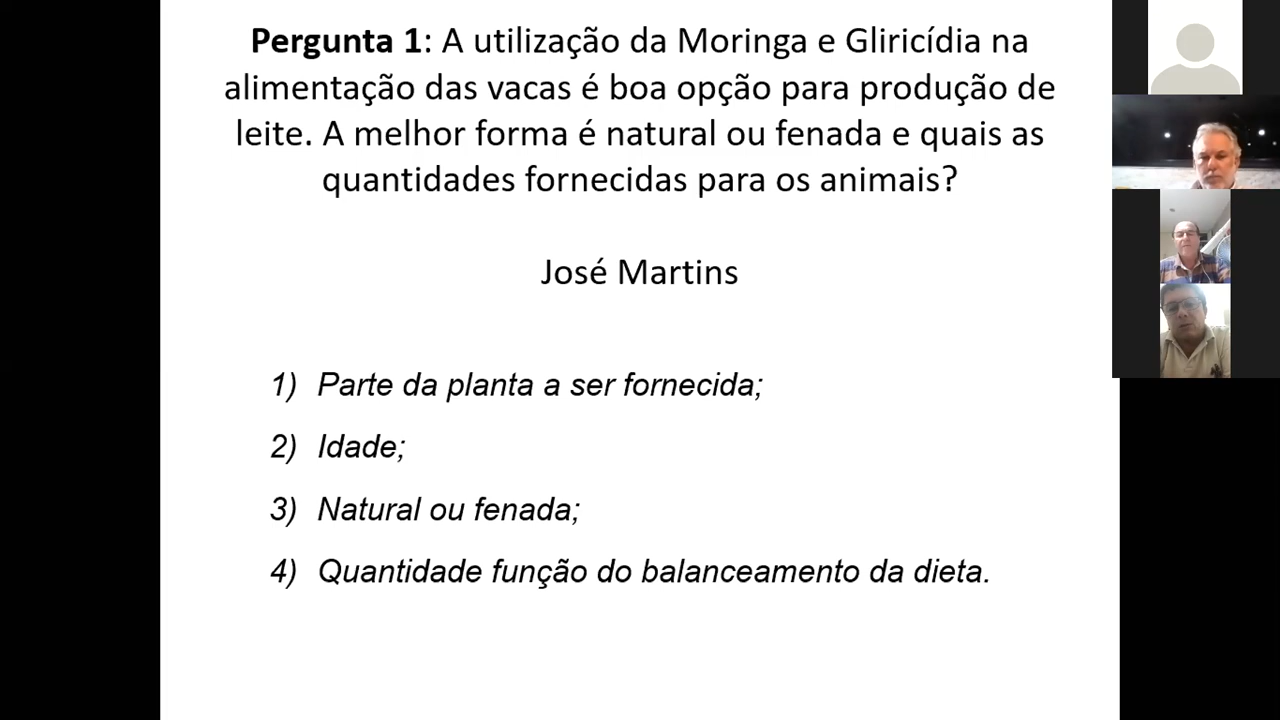 Pergunta 1: A utilização da Moringa e Gliricídia na
alimentação das vacas é boa opção para produção de
leite. A melhor forma é natural ou fenada e quais as
quantidades fornecidas para os animais?
José Martins
1) Parte da planta a ser fornecida;
2) Idade;
3) Natural ou fenada;
4) Quantidade função do balanceamento da dieta.